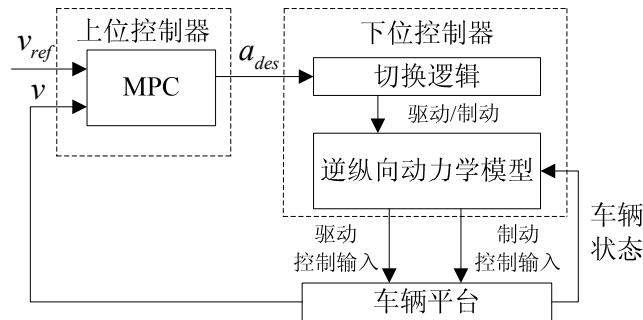 上位控制器
下位控制器
v_ref
v
MPC
a_des
切换逻辑
驱动/制动
逆纵向动力学模型
驱动
控制输入
制动
控制输入
车辆
状态
车辆平台